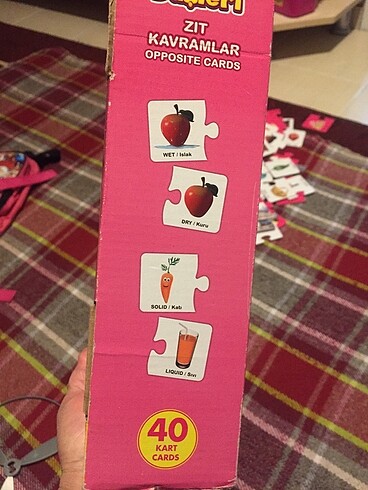 ZIT
KAVRAMLAR
OPPOSITE CARDS
WET / Islak
DRY / Kuru
SOLID / Katı
LIQUID / Sıvı
40
KART
CARDS